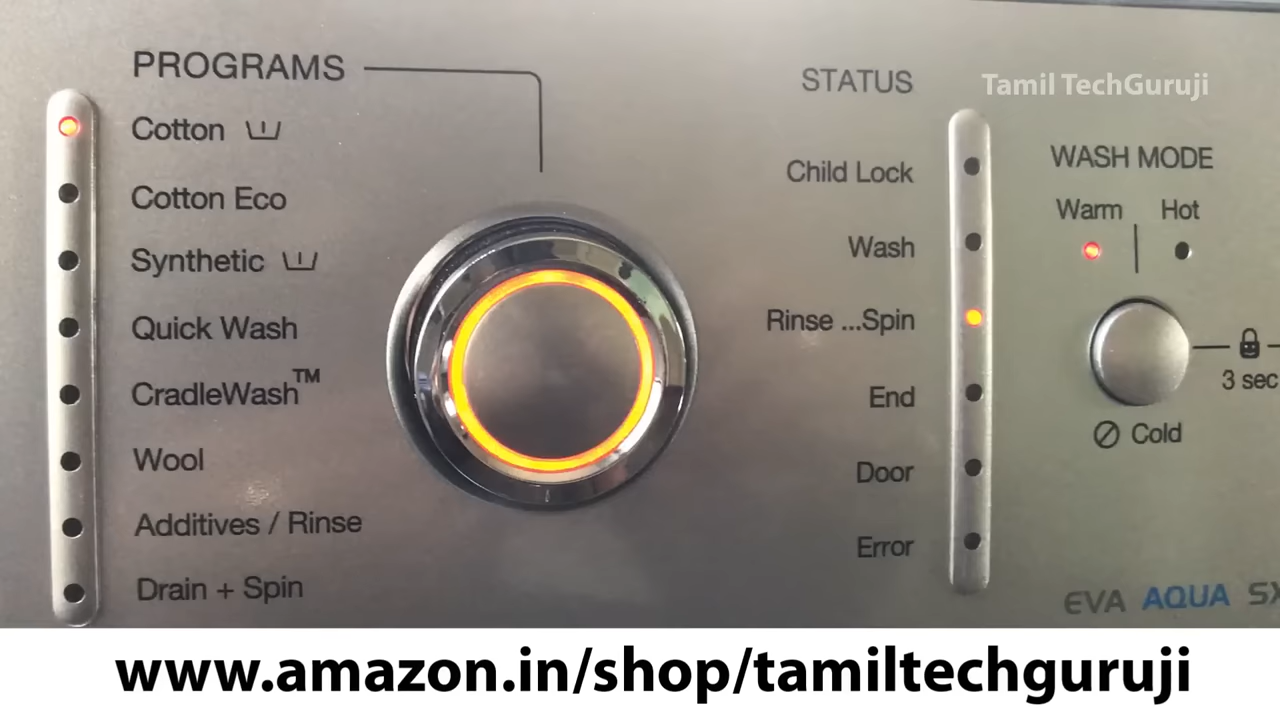 PROGRAMS
Cotton
Cotton Eco
Synthetic
Quick Wash
CradleWash™
Wool
Additives / Rinse
Drain + Spin
STATUS
Child Lock
Wash
Rinse ...Spin
End
Door
Error
Tamil TechGuruji
WASH MODE
Warm Hot
3 sec
Cold
EVA AQUA SX
www.amazon.in/shop/tamiltechguruji